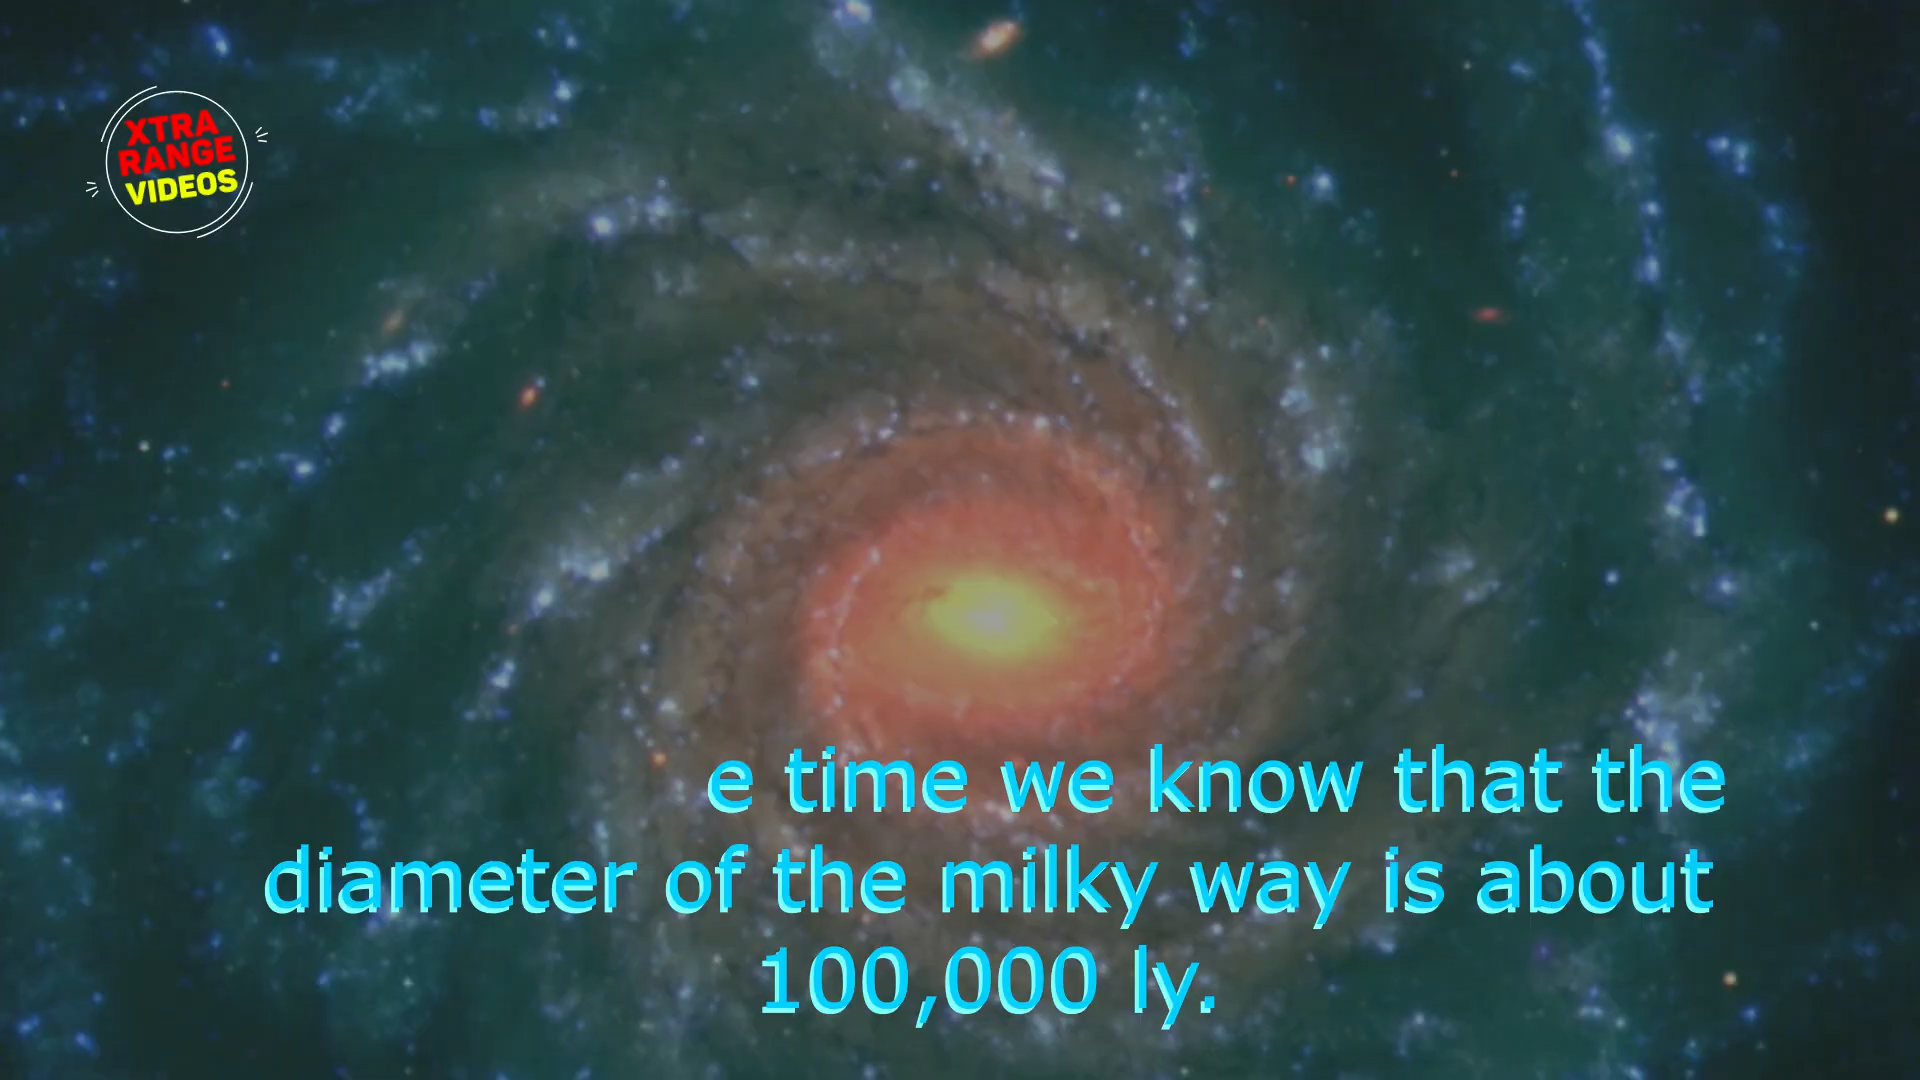 XTRA
RANGE
VIDEOS
e time we know that the
diameter of the milky way is about
100,000 ly.